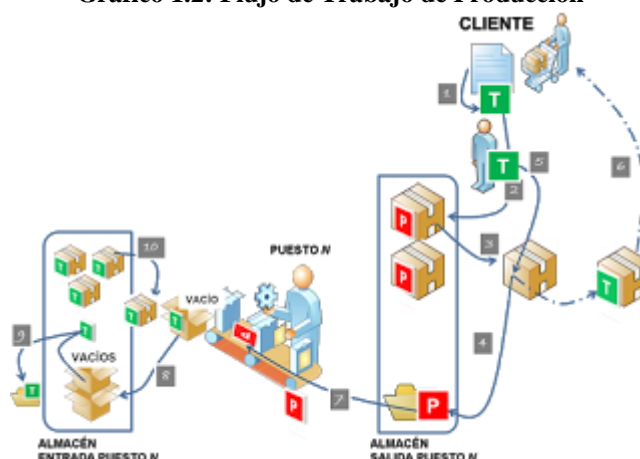 Gráfico 1.2. Flujo de Trabajo de Producción
CLIENTE
1
T
T
5
2
6
P
3
P
T
4
P
ALMACÉN
SALIDA PUESTO N
PUESTO N
7
P
10
T
T
T
T
T
VACÍO
T
9
VACÍOS
8
T
ALMACÉN
ENTRADA PUESTO N